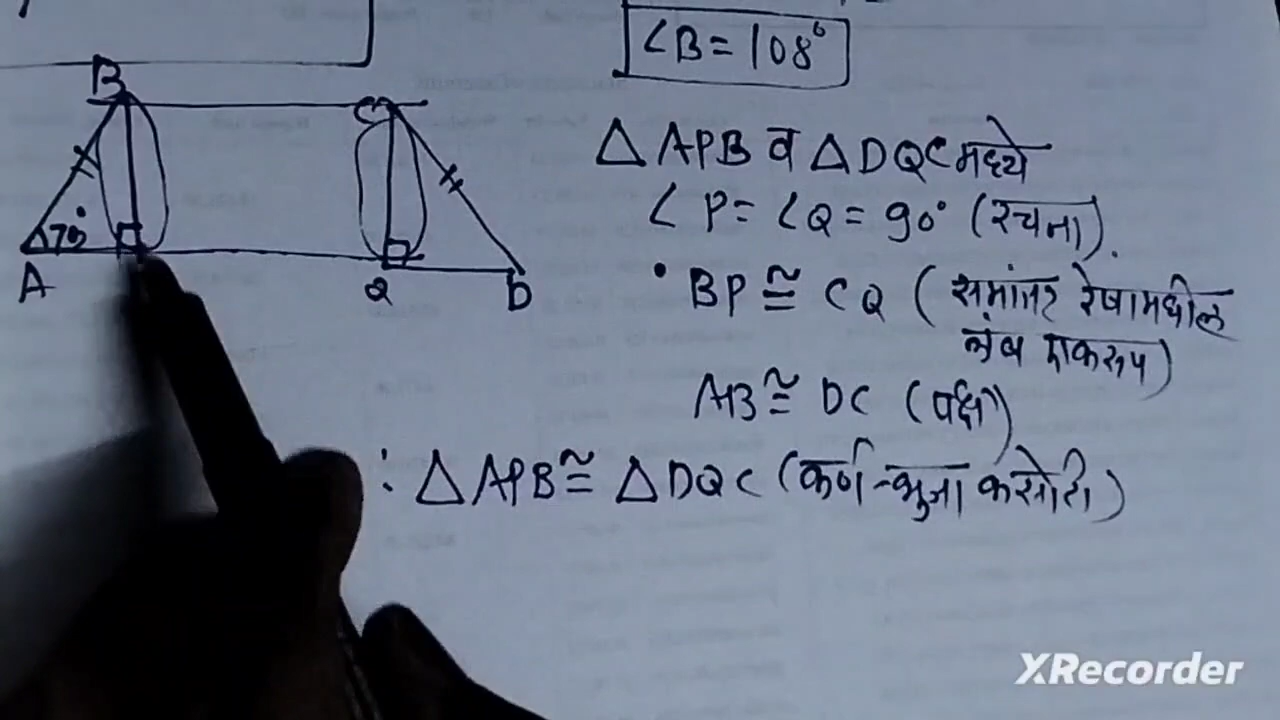 ∠B = 108°
B
C
△APB व △DQC मध्ये
70°
∠P = ∠Q = 90° (रचना).
A
Q
D
BP ≅ CQ (समांतर रेषामधील
लंब एकरूप)
AB ≅ DC (पक्ष)
∴ △APB ≅ △DQC (कर्ण-भुजा कसोटी)
XRecorder